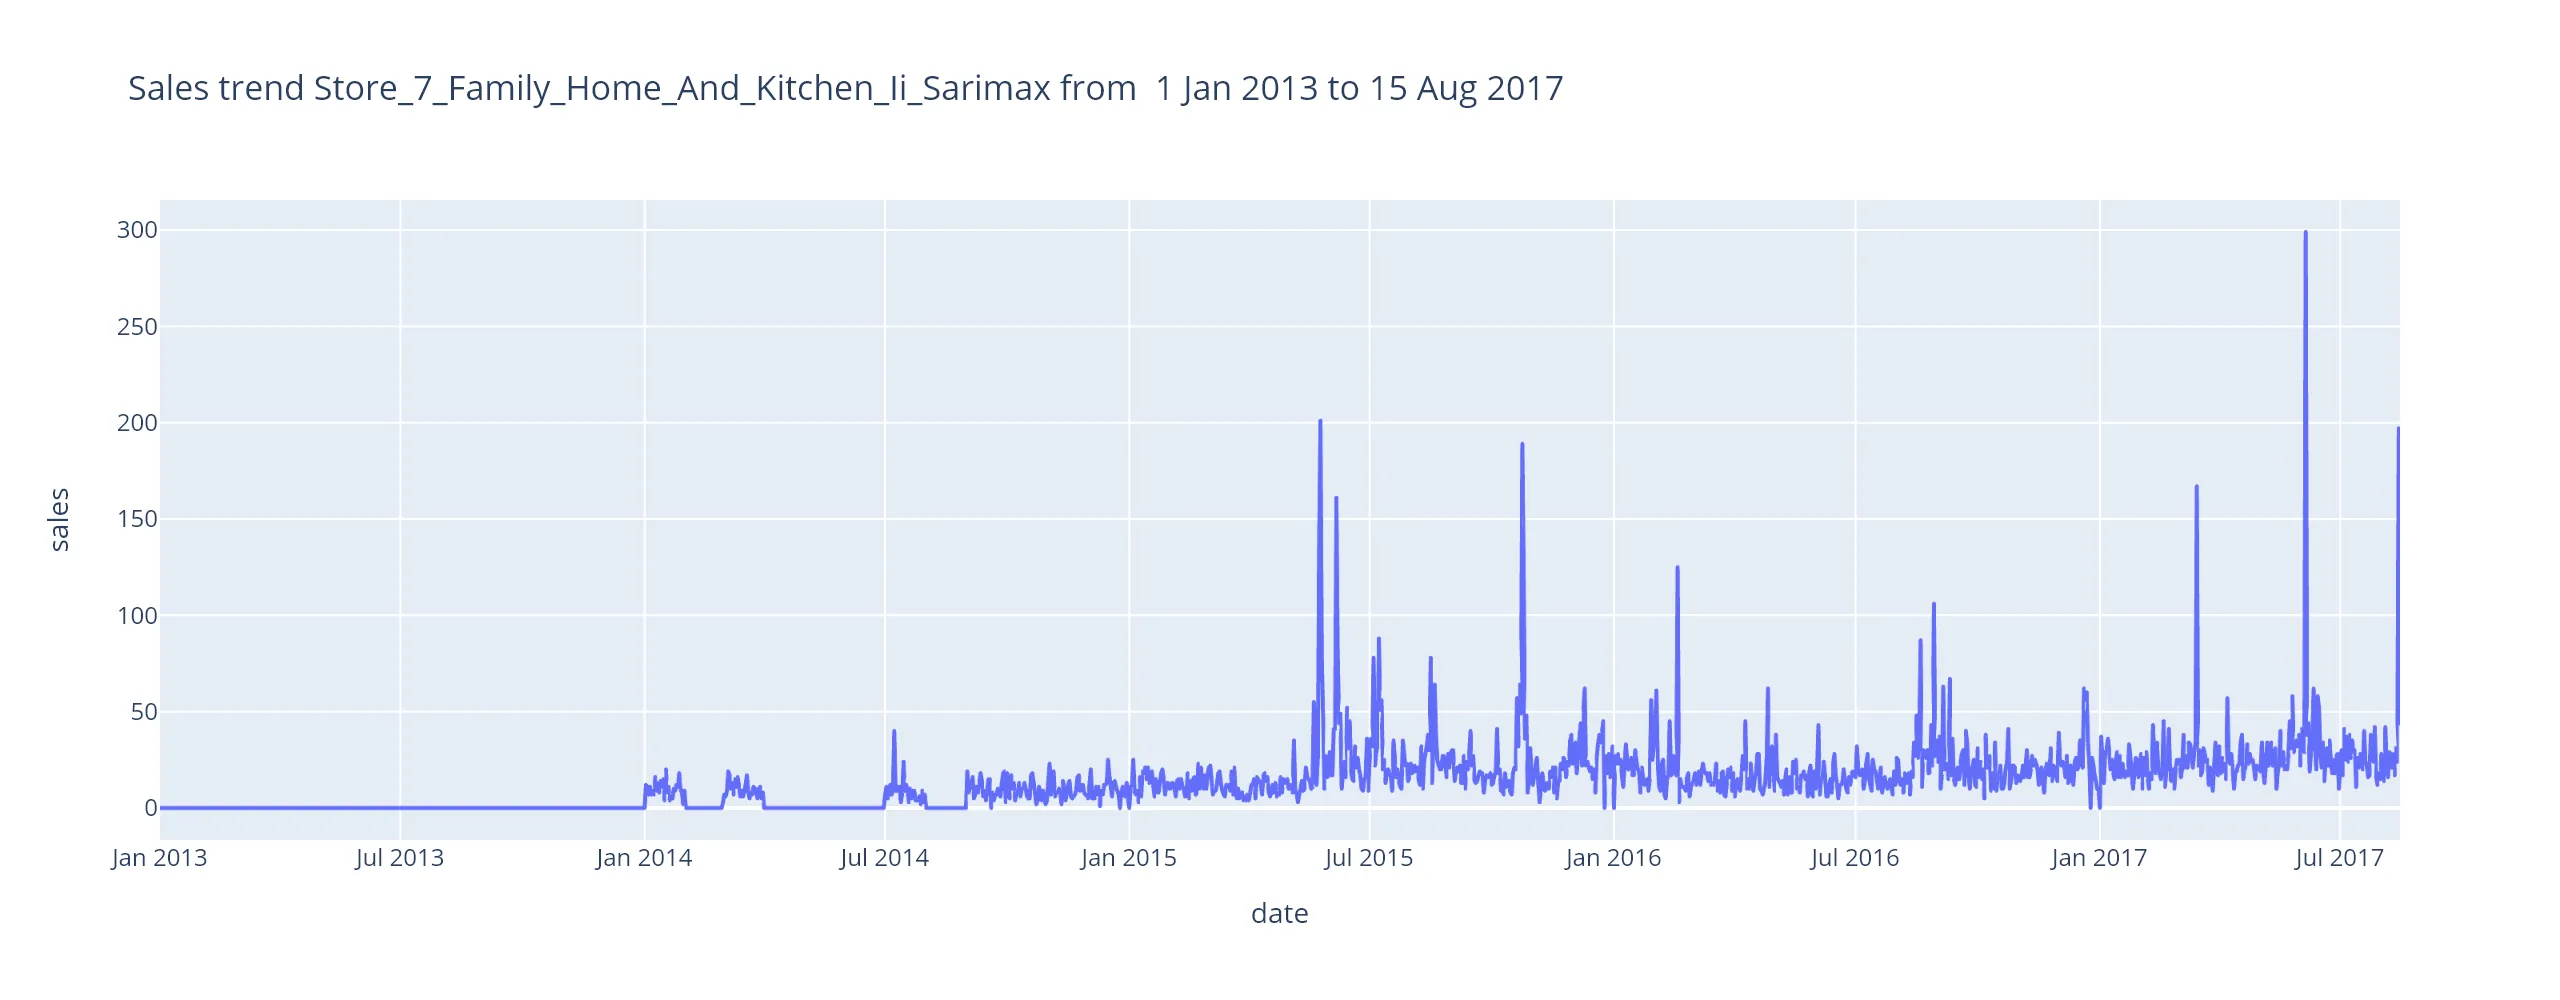 Sales trend Store_7_Family_Home_And_Kitchen_Ii_Sarimax from  1 Jan 2013 to 15 Aug 2017
300
250
200
150
100
50
0
sales
Jan 2013
Jul 2013
Jan 2014
Jul 2014
Jan 2015
Jul 2015
Jan 2016
Jul 2016
Jan 2017
Jul 2017
date